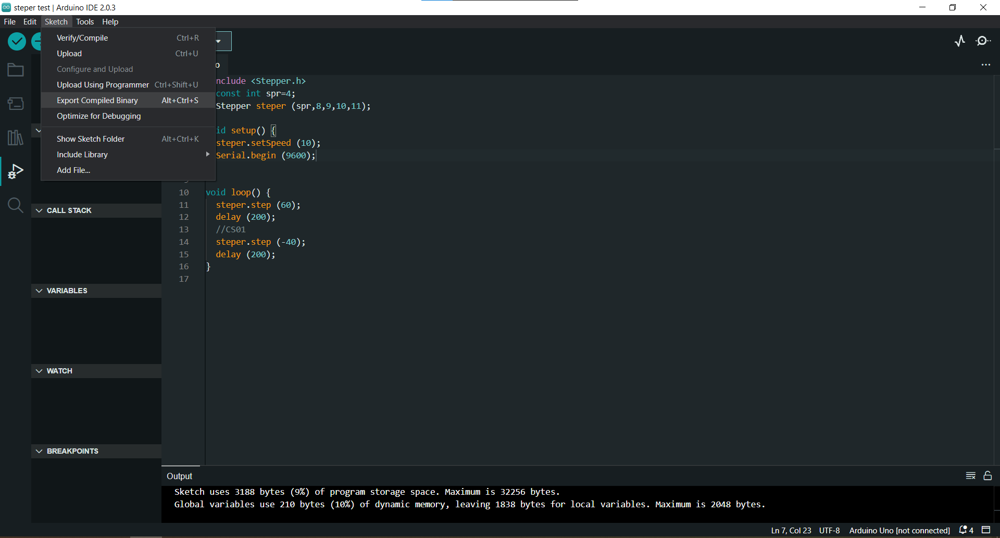 steper test | Arduino IDE 2.0.3
File Edit Sketch Tools Help
Verify/Compile Ctrl+R
Upload Ctrl+U
Configure and Upload
Upload Using Programmer Ctrl+Shift+U
Export Compiled Binary Alt+Ctrl+S
Optimize for Debugging
Show Sketch Folder Alt+Ctrl+K
Include Library
Add File...
o
nclude <Stepper.h>
const int spr=4;
Stepper steper (spr,8,9,10,11);
id setup() {
steper.setSpeed (10);
Serial.begin (9600);
10 void loop() {
11 steper.step (60);
12 delay (200);
13 //CS01
14 steper.step (-40);
15 delay (200);
16 }
17
CALL STACK
VARIABLES
WATCH
BREAKPOINTS
Output
Sketch uses 3188 bytes (9%) of program storage space. Maximum is 32256 bytes.
Global variables use 210 bytes (10%) of dynamic memory, leaving 1838 bytes for local variables. Maximum is 2048 bytes.
Ln 7, Col 23 UTF-8 Arduino Uno [not connected] 4